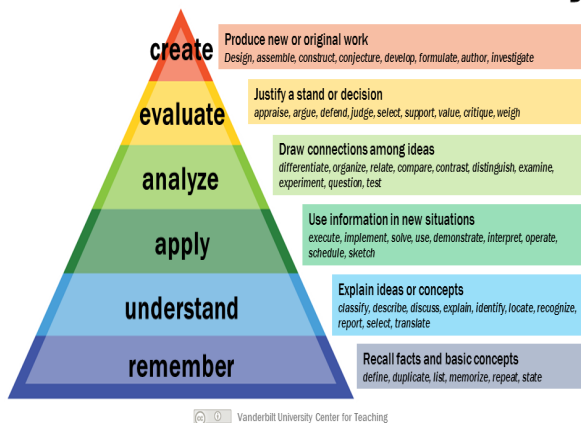 create
Produce new or original work
Design, assemble, construct, conjecture, develop, formulate, author, investigate
evaluate
Justify a stand or decision
appraise, argue, defend, judge, select, support, value, critique, weigh
analyze
Draw connections among ideas
differentiate, organize, relate, compare, contrast, distinguish, examine,
experiment, question, test
apply
Use information in new situations
execute, implement, solve, use, demonstrate, interpret, operate,
schedule, sketch
understand
Explain ideas or concepts
classify, describe, discuss, explain, identify, locate, recognize,
report, select, translate
remember
Recall facts and basic concepts
define, duplicate, list, memorize, repeat, state
cc Vanderbilt University Center for Teaching